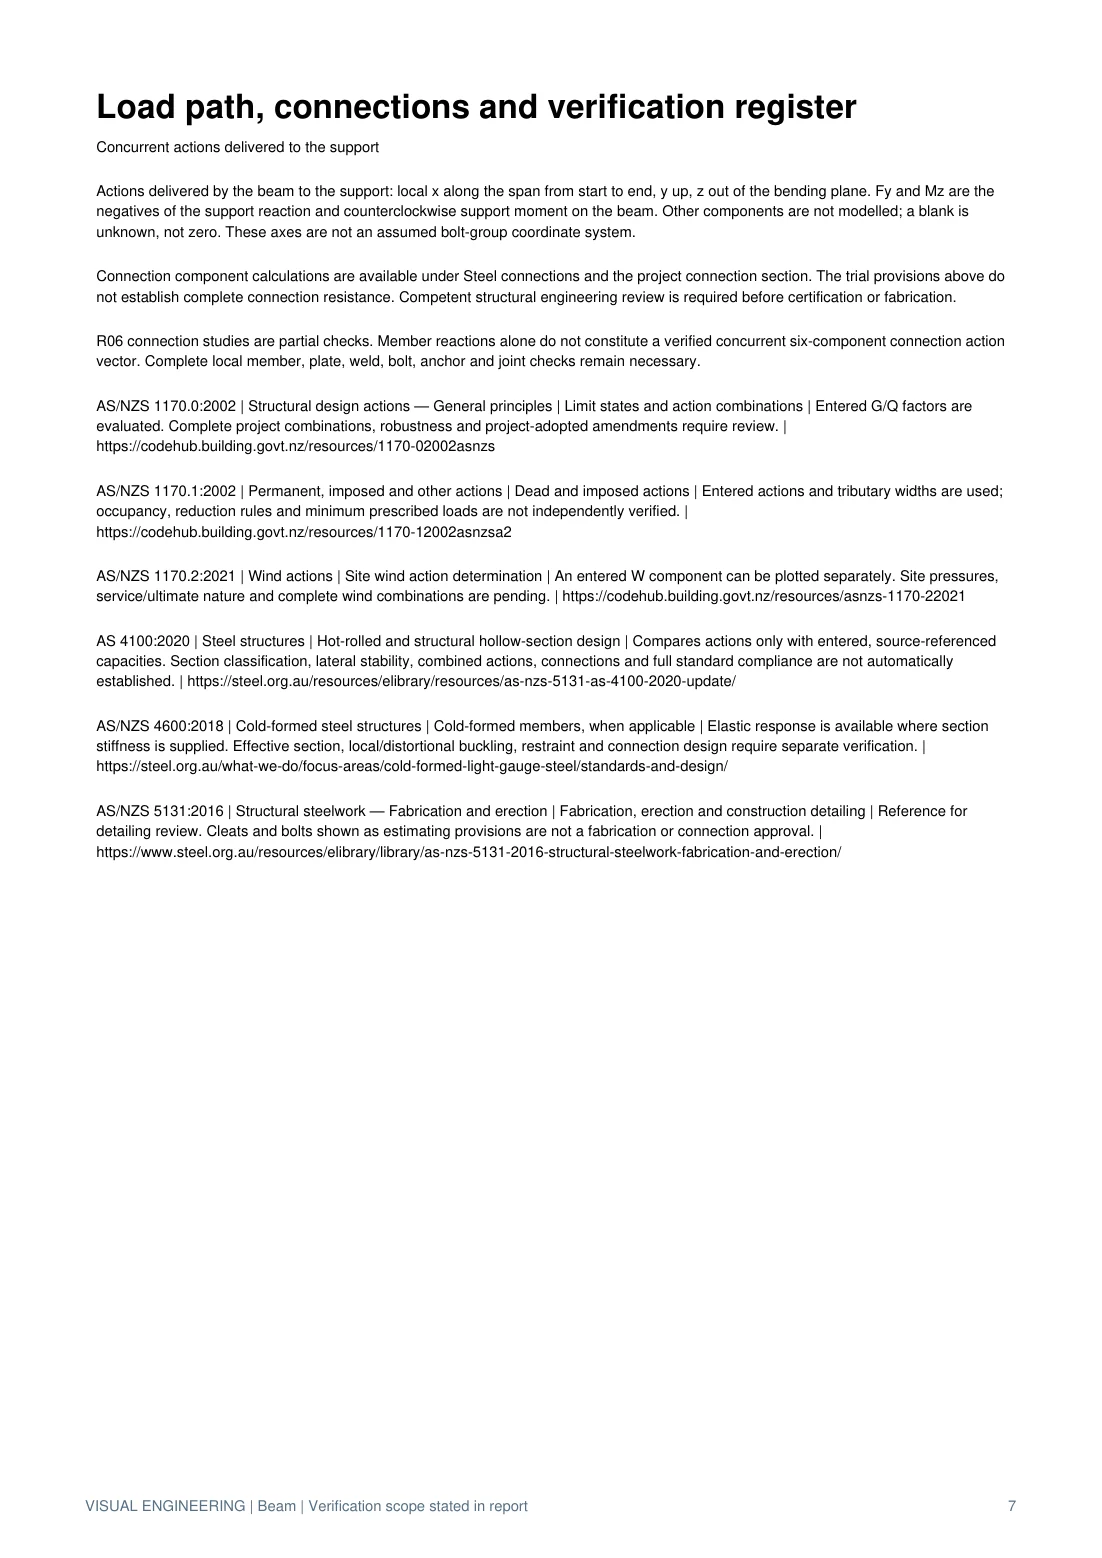 Load path, connections and verification register
Concurrent actions delivered to the support
Actions delivered by the beam to the support: local x along the span from start to end, y up, z out of the bending plane. Fy and Mz are the
negatives of the support reaction and counterclockwise support moment on the beam. Other components are not modelled; a blank is
unknown, not zero. These axes are not an assumed bolt-group coordinate system.
Connection component calculations are available under Steel connections and the project connection section. The trial provisions above do
not establish complete connection resistance. Competent structural engineering review is required before certification or fabrication.
R06 connection studies are partial checks. Member reactions alone do not constitute a verified concurrent six-component connection action
vector. Complete local member, plate, weld, bolt, anchor and joint checks remain necessary.
AS/NZS 1170.0:2002 | Structural design actions — General principles | Limit states and action combinations | Entered G/Q factors are
evaluated. Complete project combinations, robustness and project-adopted amendments require review. |
https://codehub.building.govt.nz/resources/1170-02002asnzs
AS/NZS 1170.1:2002 | Permanent, imposed and other actions | Dead and imposed actions | Entered actions and tributary widths are used;
occupancy, reduction rules and minimum prescribed loads are not independently verified. |
https://codehub.building.govt.nz/resources/1170-12002asnzsa2
AS/NZS 1170.2:2021 | Wind actions | Site wind action determination | An entered W component can be plotted separately. Site pressures,
service/ultimate nature and complete wind combinations are pending. | https://codehub.building.govt.nz/resources/asnzs-1170-22021
AS 4100:2020 | Steel structures | Hot-rolled and structural hollow-section design | Compares actions only with entered, source-referenced
capacities. Section classification, lateral stability, combined actions, connections and full standard compliance are not automatically
established. | https://steel.org.au/resources/elibrary/resources/as-nzs-5131-as-4100-2020-update/
AS/NZS 4600:2018 | Cold-formed steel structures | Cold-formed members, when applicable | Elastic response is available where section
stiffness is supplied. Effective section, local/distortional buckling, restraint and connection design require separate verification. |
https://steel.org.au/what-we-do/focus-areas/cold-formed-light-gauge-steel/standards-and-design/
AS/NZS 5131:2016 | Structural steelwork — Fabrication and erection | Fabrication, erection and construction detailing | Reference for
detailing review. Cleats and bolts shown as estimating provisions are not a fabrication or connection approval. |
https://www.steel.org.au/resources/elibrary/library/as-nzs-5131-2016-structural-steelwork-fabrication-and-erection/
VISUAL ENGINEERING | Beam | Verification scope stated in report
7